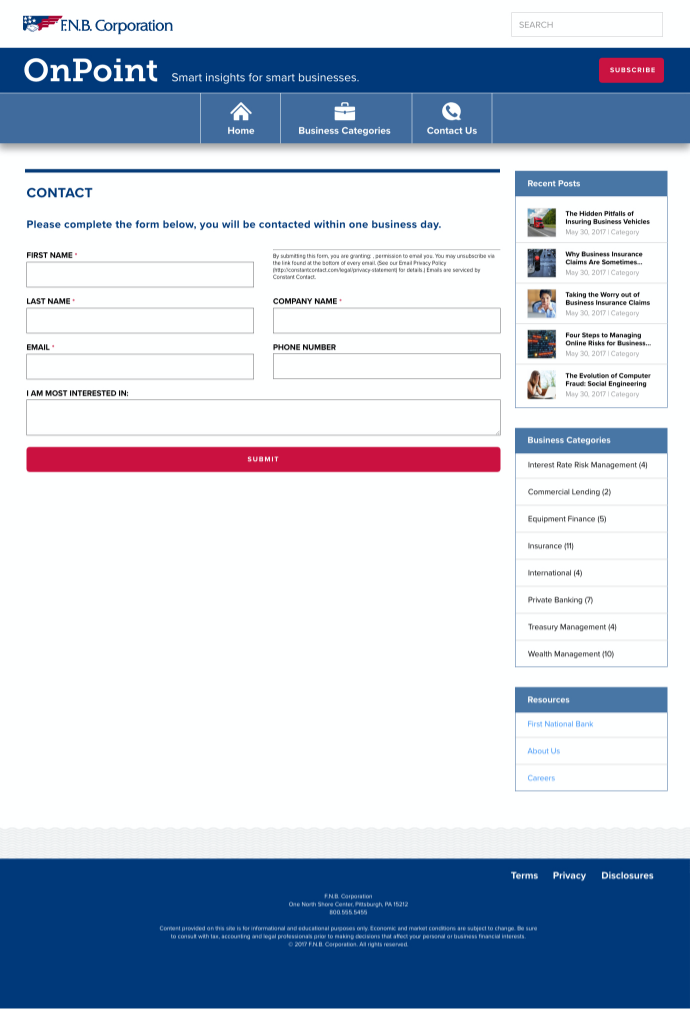 F.N.B. Corporation
SEARCH
OnPoint
Smart insights for smart businesses.
SUBSCRIBE
Home
Business Categories
Contact Us
CONTACT
Please complete the form below, you will be contacted within one business day.
FIRST NAME *
By submitting this form, you are granting: , permission to email you. You may unsubscribe via
the link found at the bottom of every email. (See our Email Privacy Policy
(http://constantcontact.com/legal/privacy-statement) for details.) Emails are serviced by
Constant Contact.
LAST NAME *
COMPANY NAME *
EMAIL *
PHONE NUMBER
I AM MOST INTERESTED IN:
SUBMIT
Recent Posts
The Hidden Pitfalls of
Insuring Business Vehicles
May 30, 2017 | Category
Why Business Insurance
Claims Are Sometimes...
May 30, 2017 | Category
Taking the Worry out of
Business Insurance Claims
May 30, 2017 | Category
Four Steps to Managing
Online Risks for Business...
May 30, 2017 | Category
The Evolution of Computer
Fraud: Social Engineering
May 30, 2017 | Category
Business Categories
Interest Rate Risk Management (4)
Commercial Lending (2)
Equipment Finance (5)
Insurance (11)
International (4)
Private Banking (7)
Treasury Management (4)
Wealth Management (10)
Resources
First National Bank
About Us
Careers
Terms
Privacy
Disclosures
F.N.B. Corporation
One North Shore Center, Pittsburgh, PA 15212
800.555.5455
Content provided on this site is for informational and educational purposes only. Economic and market conditions are subject to change. Be sure
to consult with tax, accounting and legal professionals prior to making decisions that affect your personal or business financial interests.
© 2017 F.N.B. Corporation. All rights reserved.